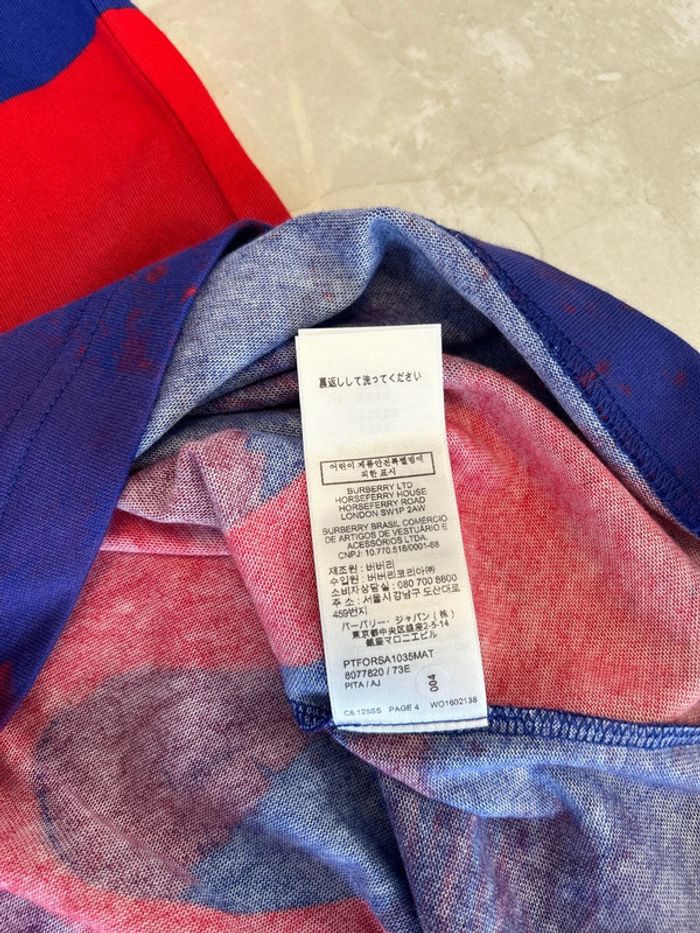 裏返しして洗ってください
어린이 제품안전특별법에
의한 표시
BURBERRY LTD
HORSEFERRY HOUSE
HORSEFERRY ROAD
LONDON SW1P 2AW
BURBERRY BRASIL COMÉRCIO
DE ARTIGOS DE VESTUÁRIO E
ACESSÓRIOS LTDA.
CNPJ: 10.770.518/0001-68
제조원 : 버버리
수입원 : 버버리코리아㈜
소비자상담실 : 080 700 8800
주 소 : 서울시 강남구 도산대로
459번지
バーバリー・ジャパン(株)
東京都中央区銀座2-5-14
銀座マロニエビル
PTFORSA1035MAT
8077820 / 73E
PITA / AJ
004
C8.125SS PAGE 4 WO1602138